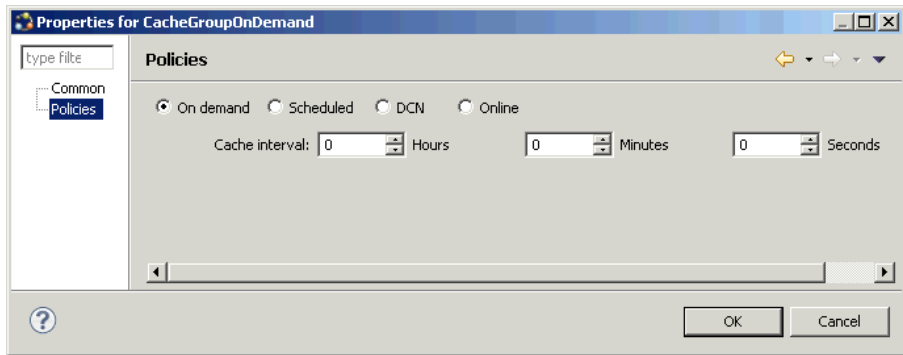 Properties for CacheGroupOnDemand
type filte
Policies
Common
Policies
On demand Scheduled DCN Online
Cache interval: 0 Hours 0 Minutes 0 Seconds
? OK Cancel